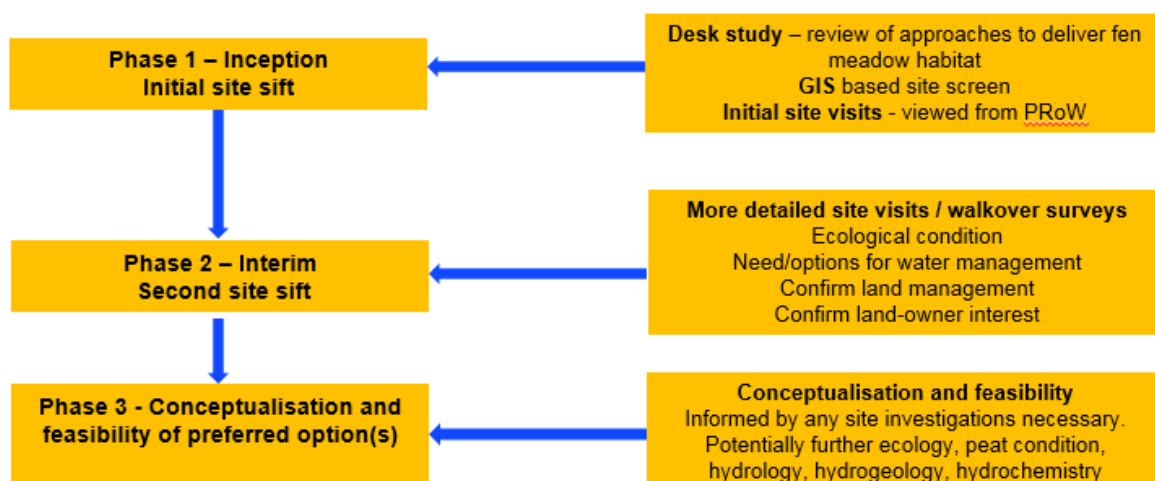 Phase 1 – Inception
Initial site sift
Desk study – review of approaches to deliver fen
meadow habitat
GIS based site screen
Initial site visits - viewed from PRoW
Phase 2 – Interim
Second site sift
More detailed site visits / walkover surveys
Ecological condition
Need/options for water management
Confirm land management
Confirm land-owner interest
Phase 3 - Conceptualisation and
feasibility of preferred option(s)
Conceptualisation and feasibility
Informed by any site investigations necessary.
Potentially further ecology, peat condition,
hydrology, hydrogeology, hydrochemistry